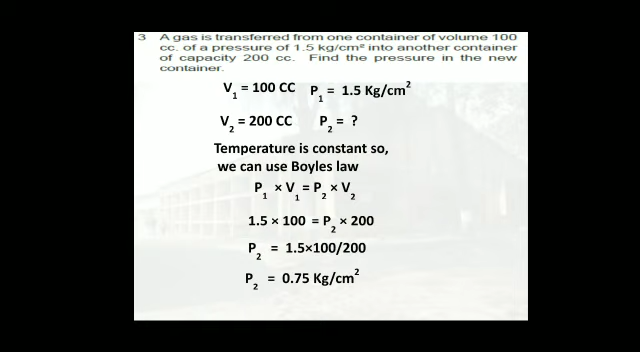 3 A gas is transferred from one container of volume 100
cc. of a pressure of 1.5 kg/cm² into another container
of capacity 200 cc. Find the pressure in the new
container.
V₁ = 100 CC P₁ = 1.5 Kg/cm²
V₂ = 200 CC P₂ = ?
Temperature is constant so,
we can use Boyles law
P₁ × V₁ = P₂ × V₂
1.5 × 100 = P₂ × 200
P₂ = 1.5×100/200
P₂ = 0.75 Kg/cm²